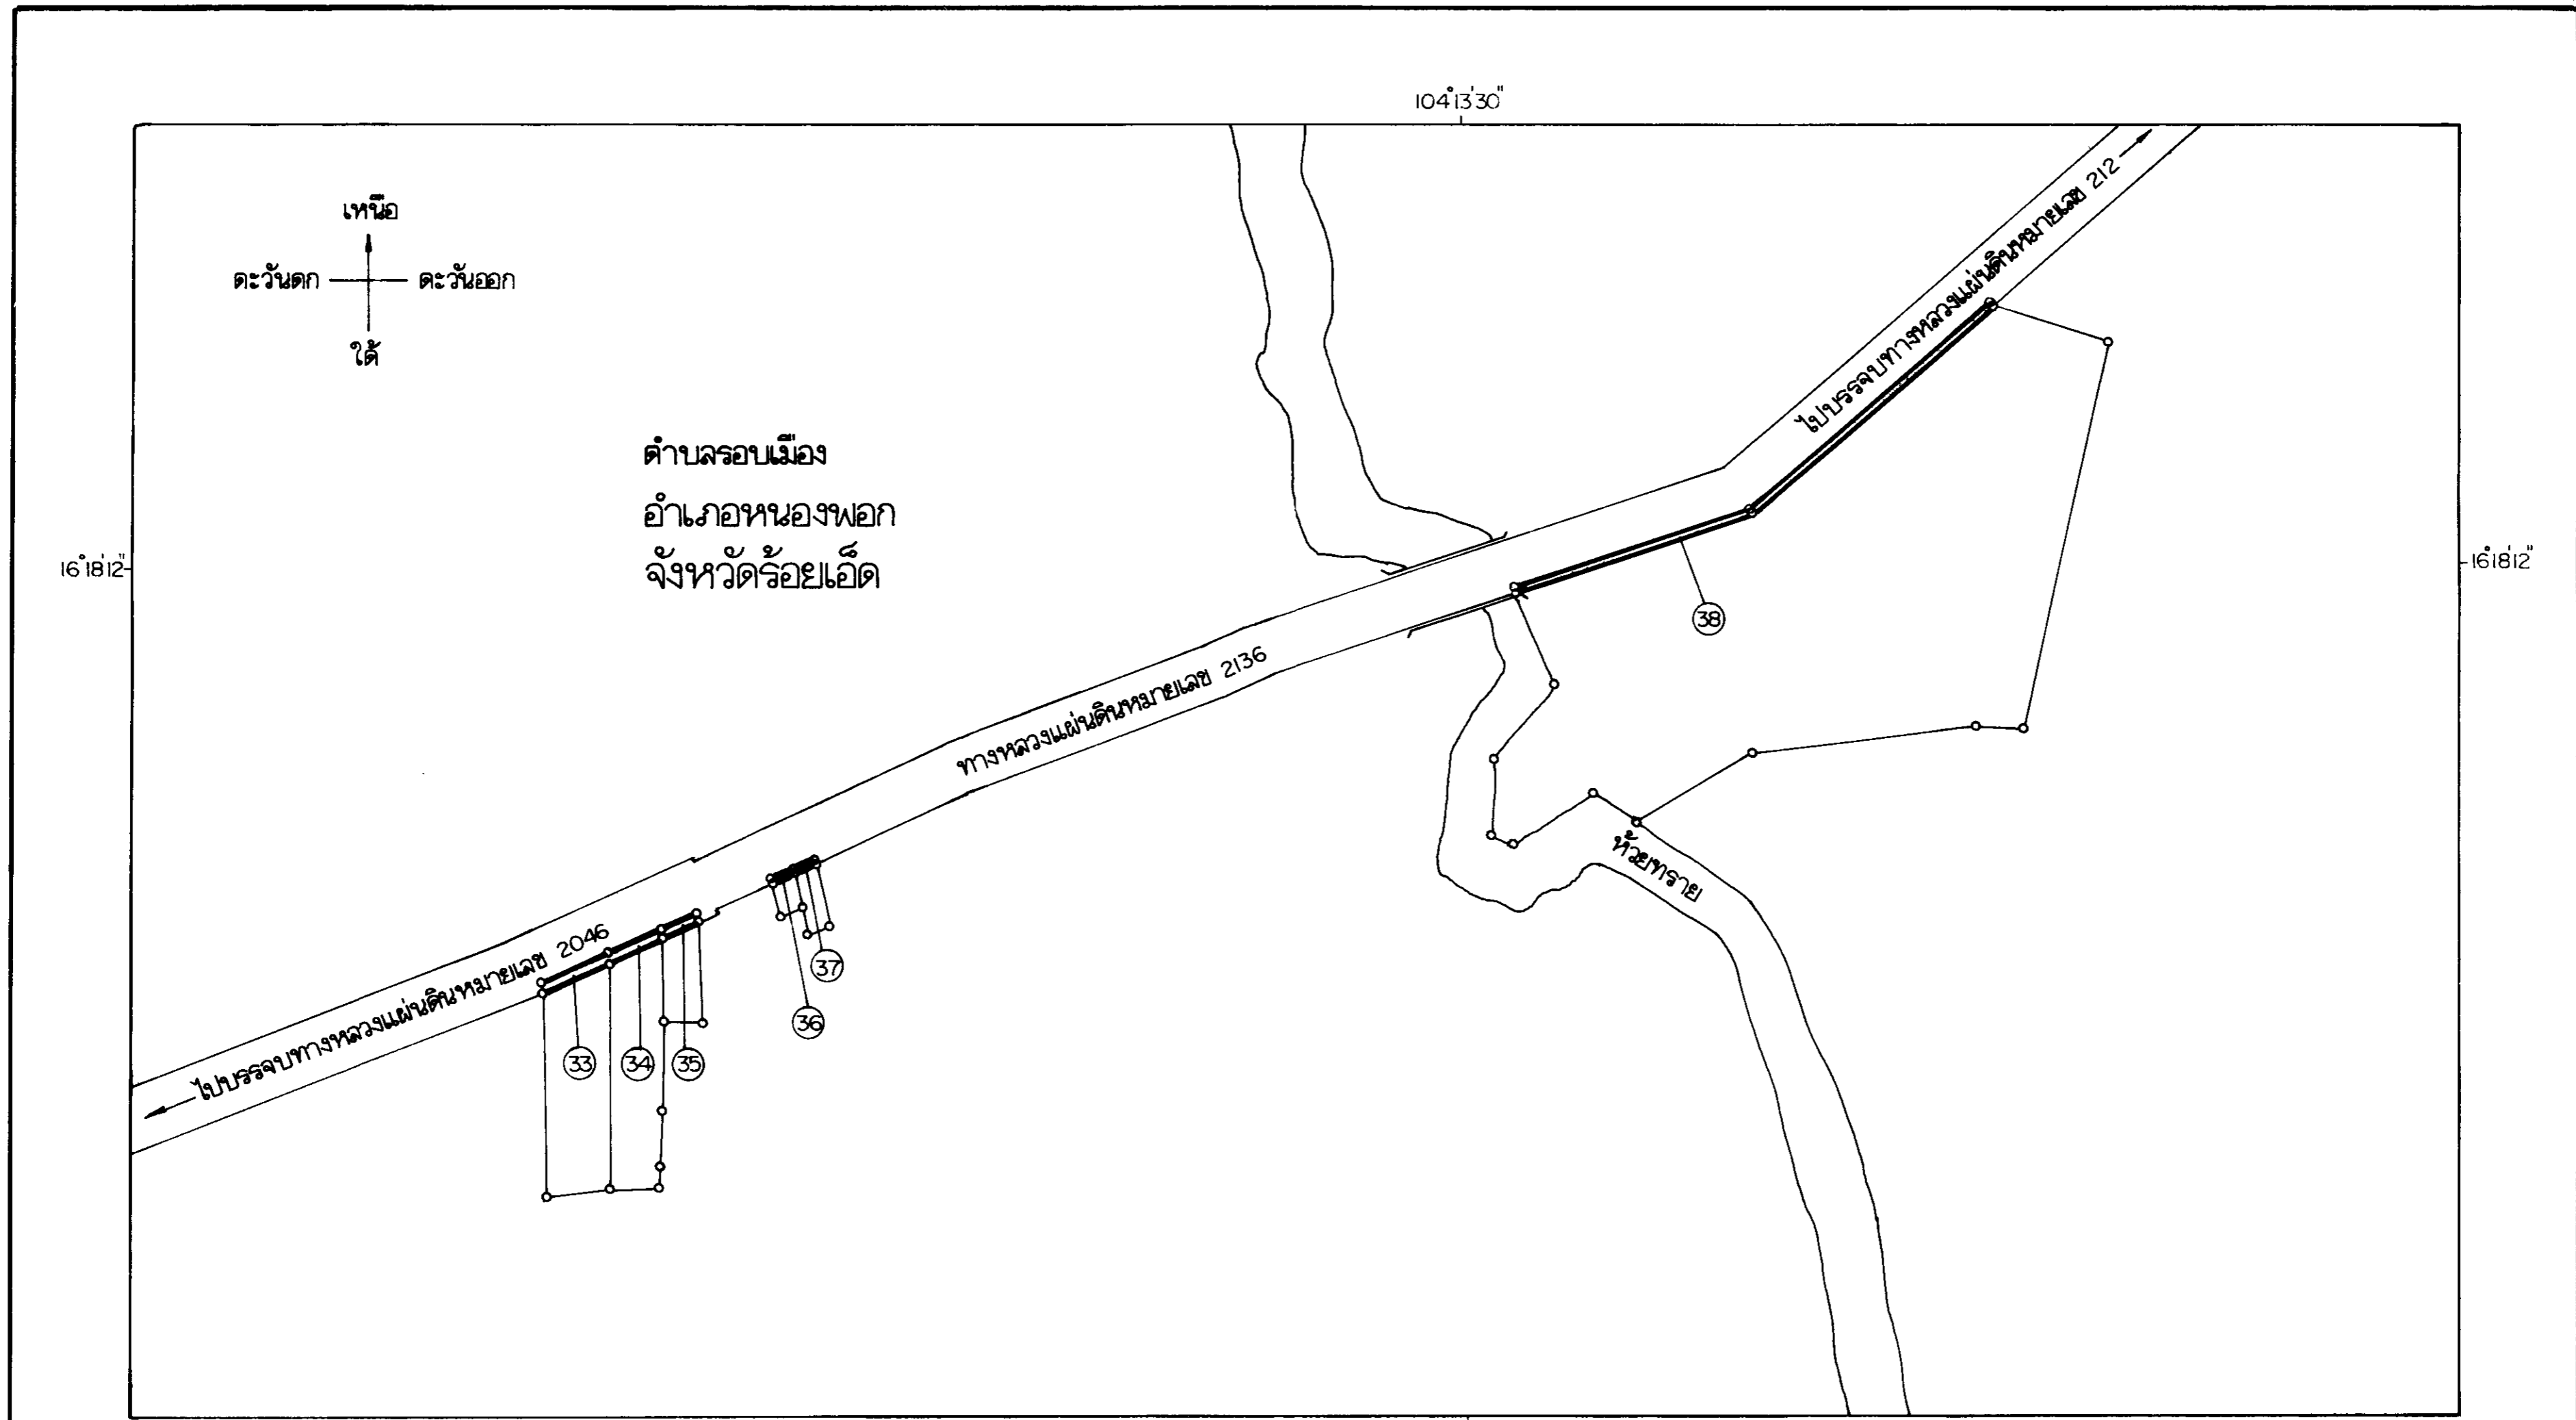 104°13'30"
เหนือ
ตะวันตก
ตะวันออก
ใต้
ไปบรรจบทางหลวงแผ่นดินหมายเลข 212
ตำบลรอบเมือง
อำเภอหนองพอก
จังหวัดร้อยเอ็ด
16°18'12"
16°18'12"
38
ทางหลวงแผ่นดินหมายเลข 2136
ห้วยทราย
ไปบรรจบทางหลวงแผ่นดินหมายเลข 2046
37
36
33
34
35